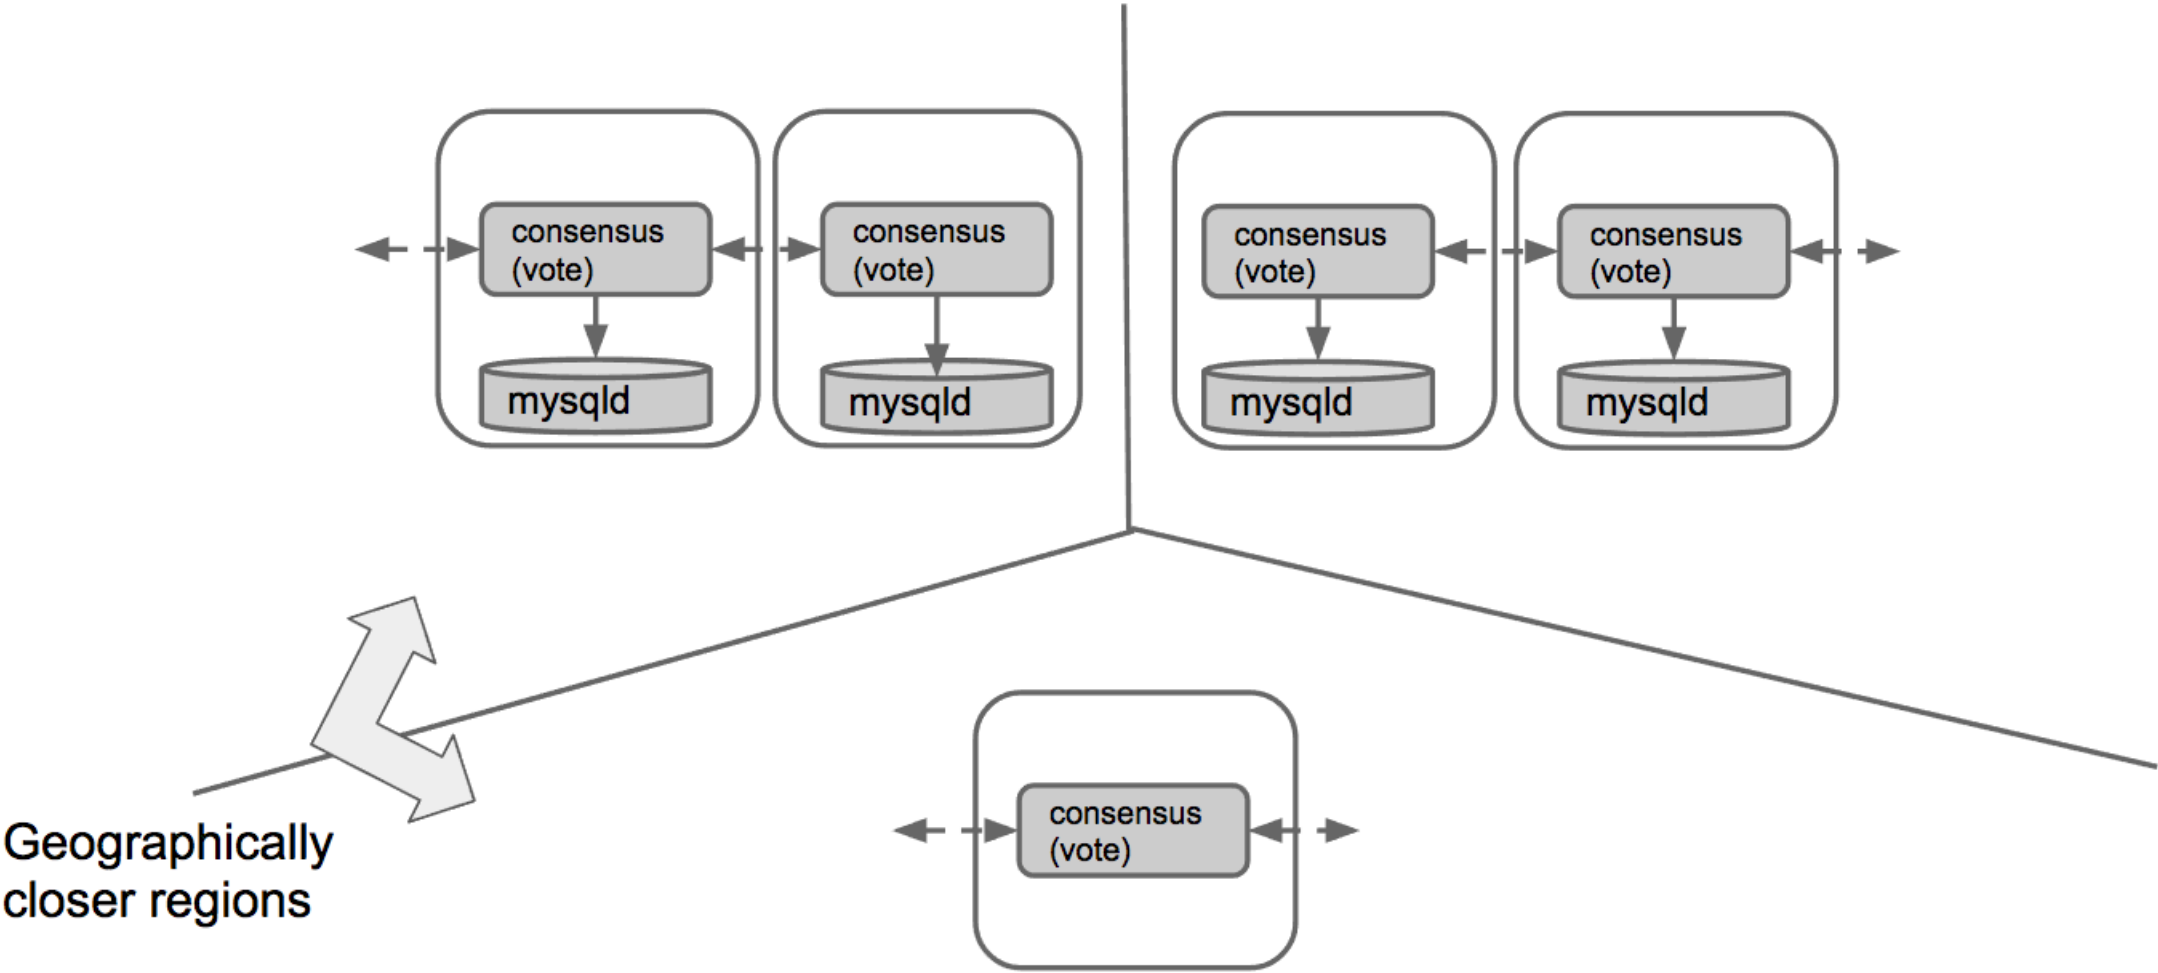 consensus
(vote)
consensus
(vote)
consensus
(vote)
consensus
(vote)
mysqld
mysqld
mysqld
mysqld
consensus
(vote)
Geographically
closer regions